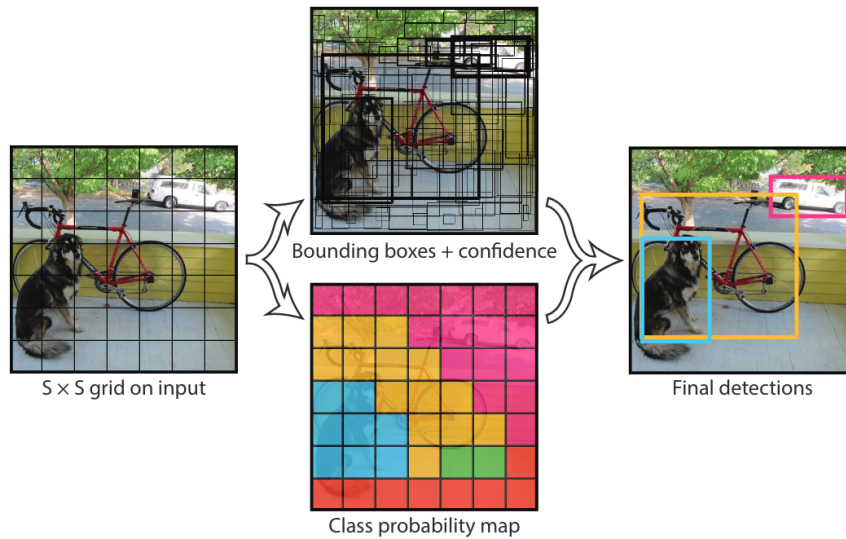 Bounding boxes + confidence
S × S grid on input
Final detections
Class probability map